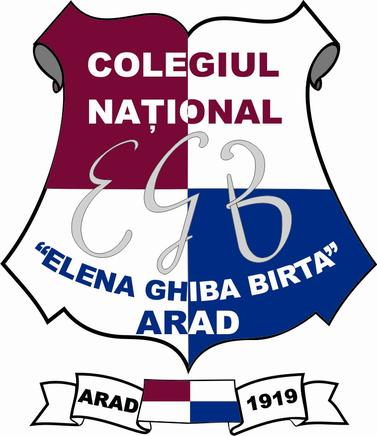 COLEGIUL
NAȚIONAL
EGB
“ELENA GHIBA BIRTA”
ARAD
ARAD 1919